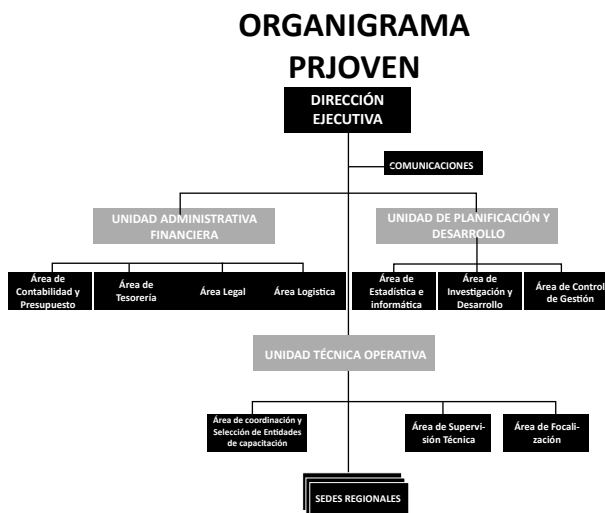 ORGANIGRAMA
PRJOVEN
DIRECCIÓN
EJECUTIVA
COMUNICACIONES
UNIDAD ADMINISTRATIVA
FINANCIERA
UNIDAD DE PLANIFICACIÓN Y
DESARROLLO
Área de
Contabilidad y
Presupuesto
Área de
Tesorería
Área Legal
Área Logistica
Área de
Estadística e
informática
Área de
Investigación y
Desarrollo
Área de Control
de Gestión
UNIDAD TÉCNICA OPERATIVA
Área de coordinación y
Selección de Entidades
de capacitación
Área de Supervi-
sión Técnica
Área de Focali-
zación
SEDES REGIONALES